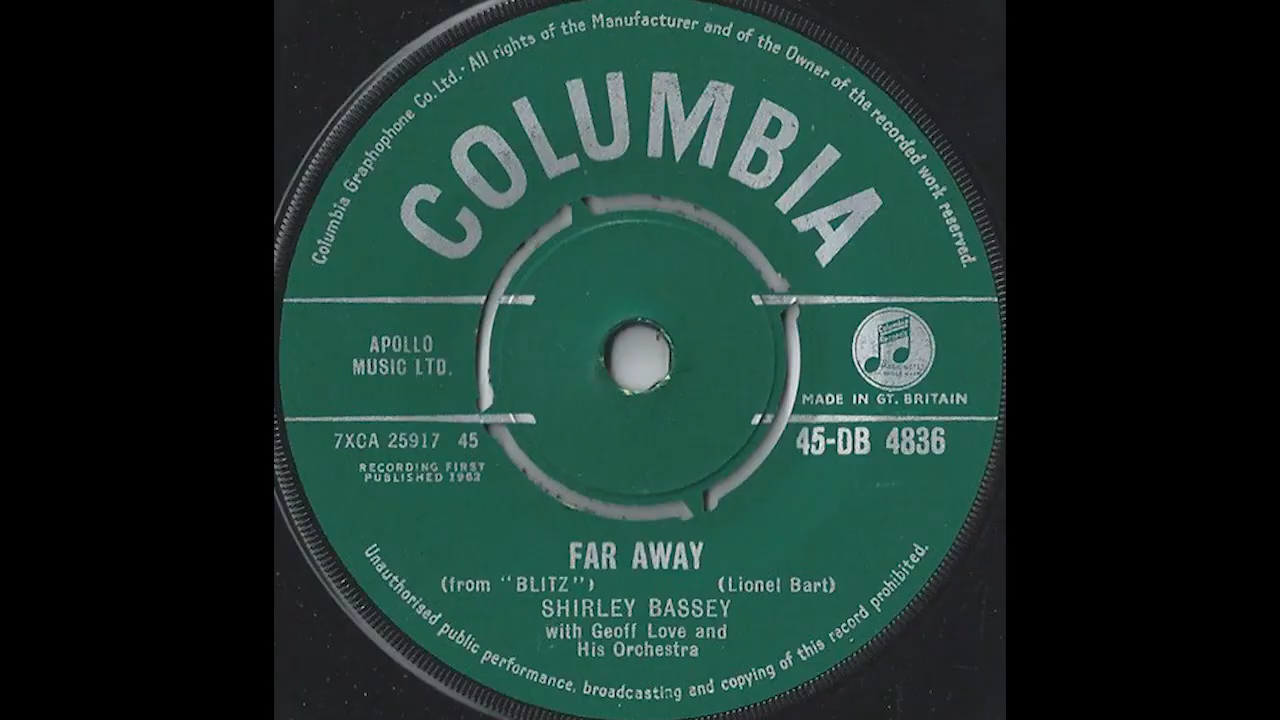 Columbia Graphophone Co. Ltd. · All rights of the Manufacturer and of the Owner of the recorded work reserved.
COLUMBIA
APOLLO
MUSIC LTD.
MADE IN GT. BRITAIN
7XCA 25917 45
45-DB 4836
RECORDING FIRST
PUBLISHED 1962
FAR AWAY
(from "BLITZ") (Lionel Bart)
SHIRLEY BASSEY
with Geoff Love and
His Orchestra
Unauthorised public performance, broadcasting and copying of this record prohibited.